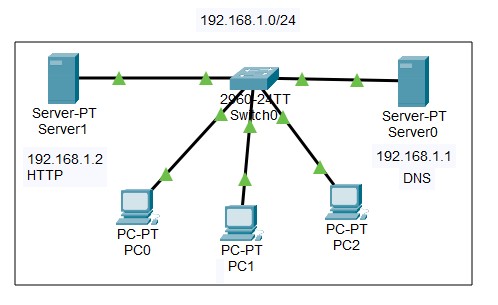 192.168.1.0/24
2960-24TT
Switch0
Server-PT
Server1
192.168.1.2
HTTP
Server-PT
Server0
192.168.1.1
DNS
PC-PT
PC0
PC-PT
PC1
PC-PT
PC2